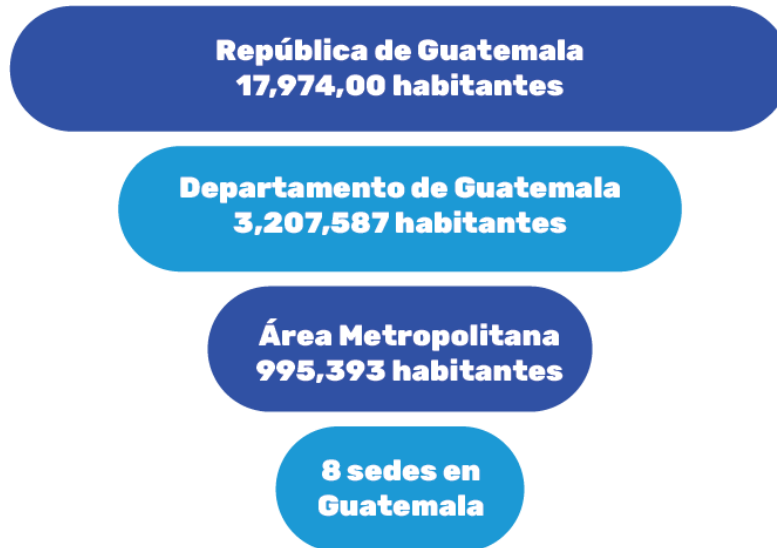 República de Guatemala
17,974,00 habitantes
Departamento de Guatemala
3,207,587 habitantes
Área Metropolitana
995,393 habitantes
8 sedes en
Guatemala